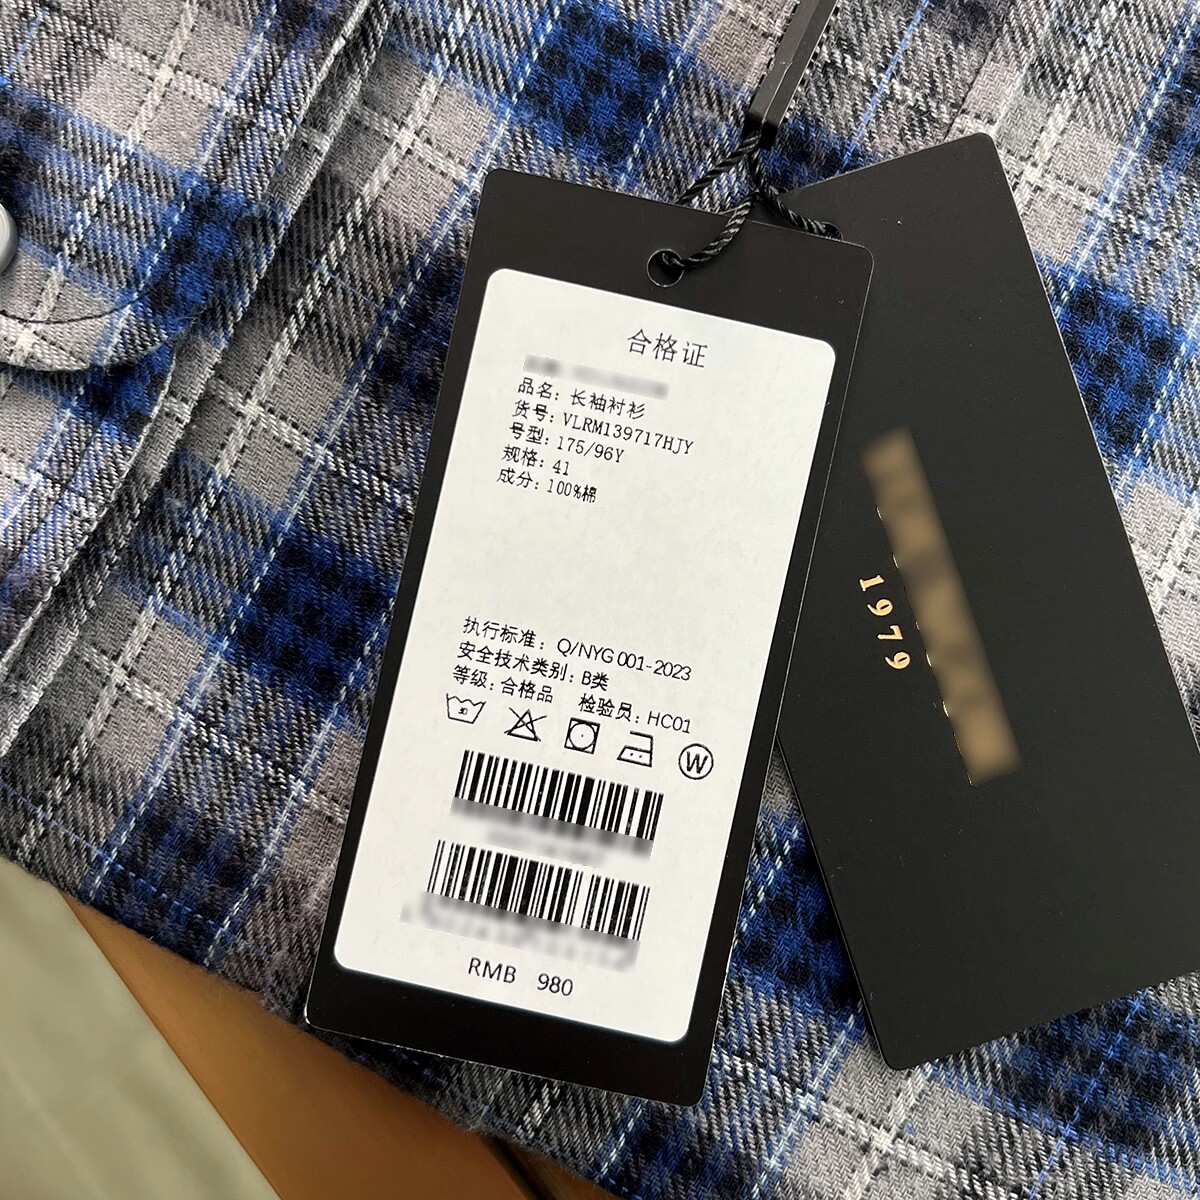 合格证
品名: 长袖衬衫
货号: VLRM139717HJY
号型: 175/96Y
规格: 41
成分: 100%棉
执行标准: Q/NYG 001-2023
安全技术类别: B类
等级: 合格品 检验员: HC01
W
RMB 980
1979